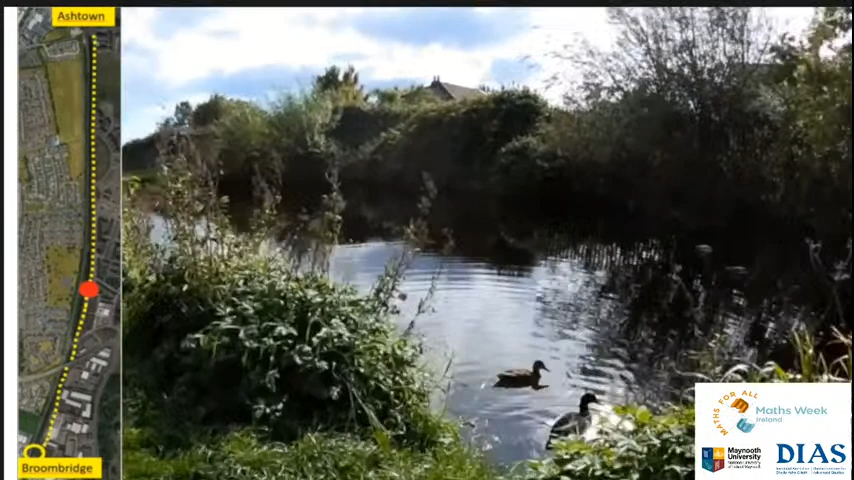 Ashtown
Broombridge
MATHS FOR ALL
Ireland
Maths Week
Maynooth
University
DIAS